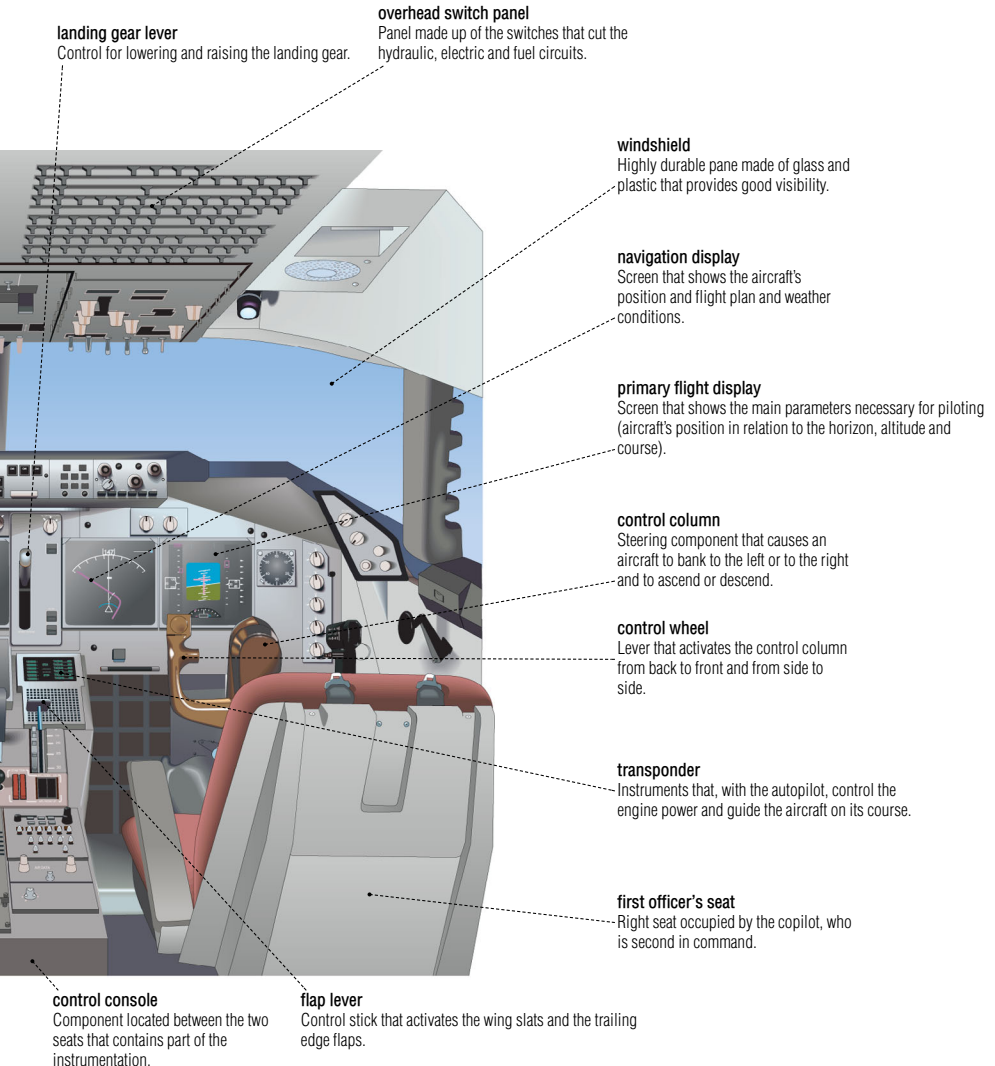 landing gear lever
Control for lowering and raising the landing gear.
overhead switch panel
Panel made up of the switches that cut the
hydraulic, electric and fuel circuits.
windshield
Highly durable pane made of glass and
plastic that provides good visibility.
navigation display
Screen that shows the aircraft’s
position and flight plan and weather
conditions.
primary flight display
Screen that shows the main parameters necessary for piloting
(aircraft’s position in relation to the horizon, altitude and
course).
control column
Steering component that causes an
aircraft to bank to the left or to the right
and to ascend or descend.
control wheel
Lever that activates the control column
from back to front and from side to
side.
transponder
Instruments that, with the autopilot, control the
engine power and guide the aircraft on its course.
first officer’s seat
Right seat occupied by the copilot, who
is second in command.
control console
Component located between the two
seats that contains part of the
instrumentation.
flap lever
Control stick that activates the wing slats and the trailing
edge flaps.